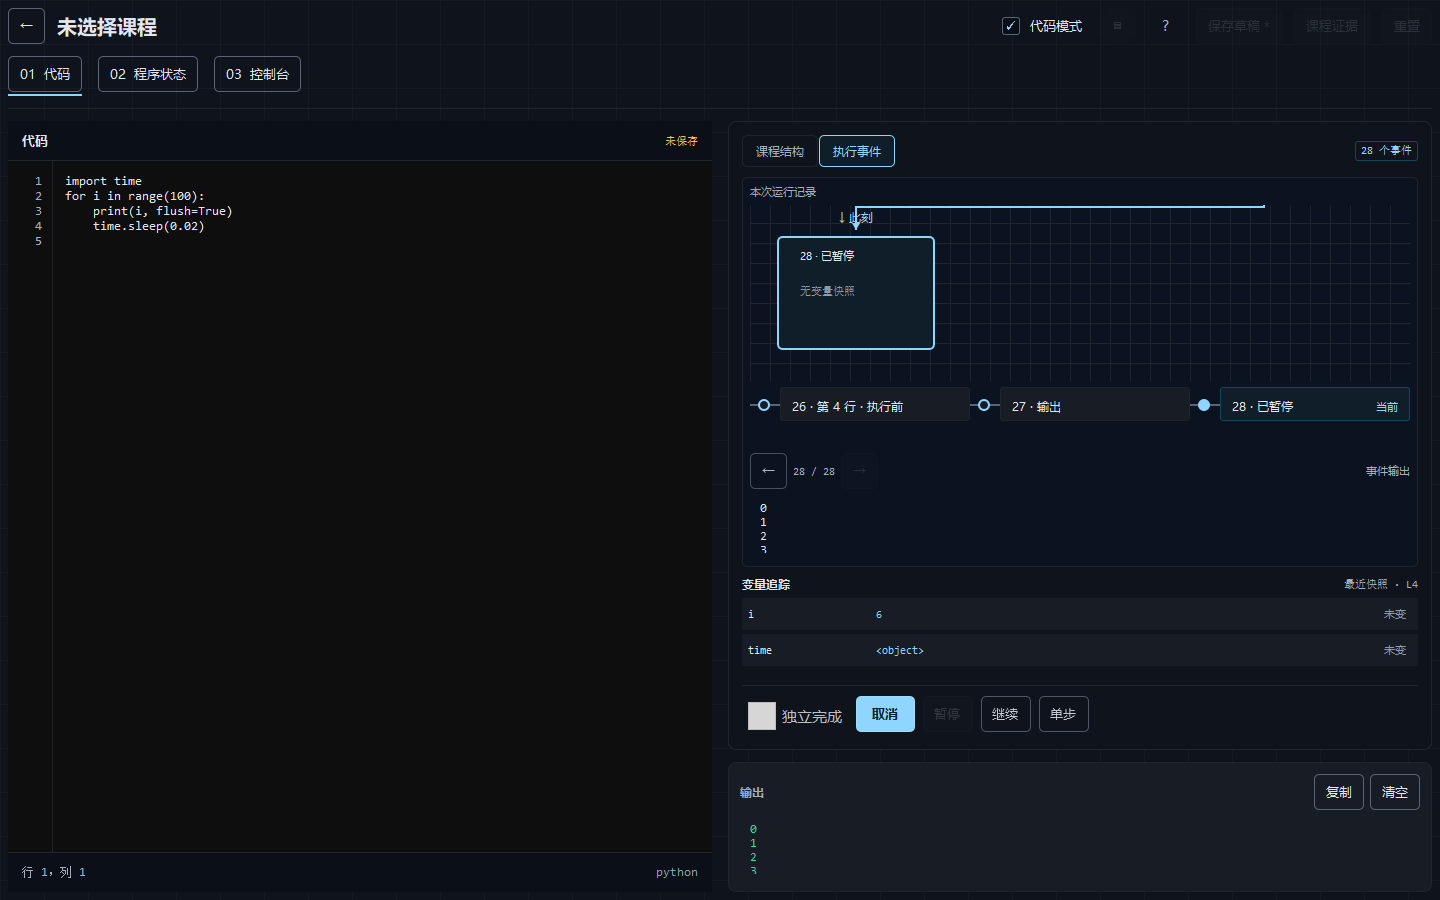 ← 未选择课程
✓ 代码模式 ? 保存草稿 * 课程证据 重置
01 代码 02 程序状态 03 控制台
代码 未保存
1 import time
2 for i in range(100):
3     print(i, flush=True)
4     time.sleep(0.02)
5
行 1, 列 1 python
课程结构 执行事件 28 个事件
本次运行记录
↓ 此刻
28 · 已暂停
无变量快照
26 · 第 4 行 · 执行前 27 · 输出 28 · 已暂停 当前
← 28 / 28 → 事件输出
0
1
2
3
变量追踪 最近快照 · L4
i 6 未变
time <object> 未变
独立完成 取消 暂停 继续 单步
输出 复制 清空
0
1
2
3